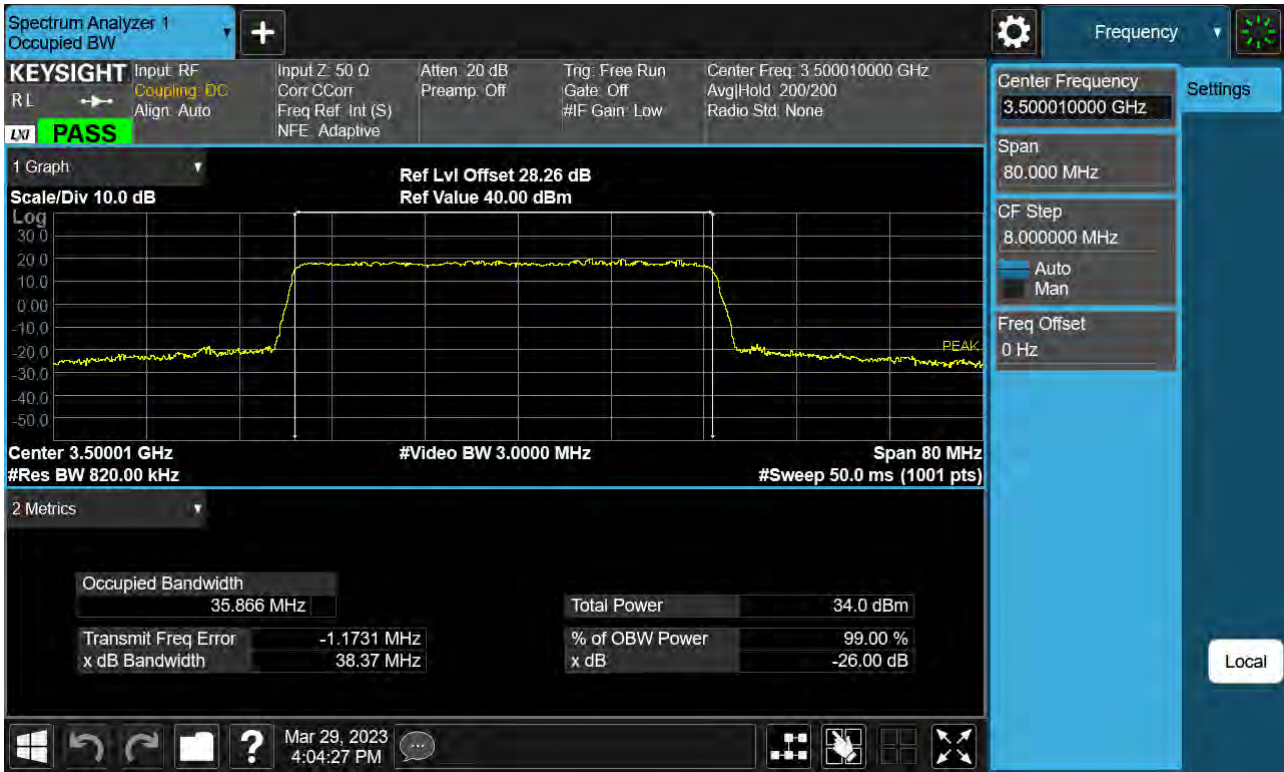 Spectrum Analyzer 1
Occupied BW
Frequency
KEYSIGHT
RL
LXI PASS
Input: RF
Coupling: DC
Align: Auto
Input Z: 50 Ω
Corr CCorr
Freq Ref: Int (S)
NFE: Adaptive
Atten: 20 dB
Preamp: Off
Trig: Free Run
Gate: Off
#IF Gain: Low
Center Freq: 3.500010000 GHz
Avg|Hold: 200/200
Radio Std: None
Center Frequency
3.500010000 GHz
Settings
Span
80.000 MHz
CF Step
8.000000 MHz
Auto
Man
Freq Offset
0 Hz
1 Graph
Ref Lvl Offset 28.26 dB
Scale/Div 10.0 dB
Ref Value 40.00 dBm
Log
30.0
20.0
10.0
0.00
-10.0
-20.0
-30.0
-40.0
-50.0
PEAK
Center 3.50001 GHz
#Video BW 3.0000 MHz
Span 80 MHz
#Res BW 820.00 kHz
#Sweep 50.0 ms (1001 pts)
2 Metrics
Occupied Bandwidth
35.866 MHz
Total Power 34.0 dBm
Transmit Freq Error -1.1731 MHz
% of OBW Power 99.00 %
x dB Bandwidth 38.37 MHz
x dB -26.00 dB
Local
?
Mar 29, 2023
4:04:27 PM